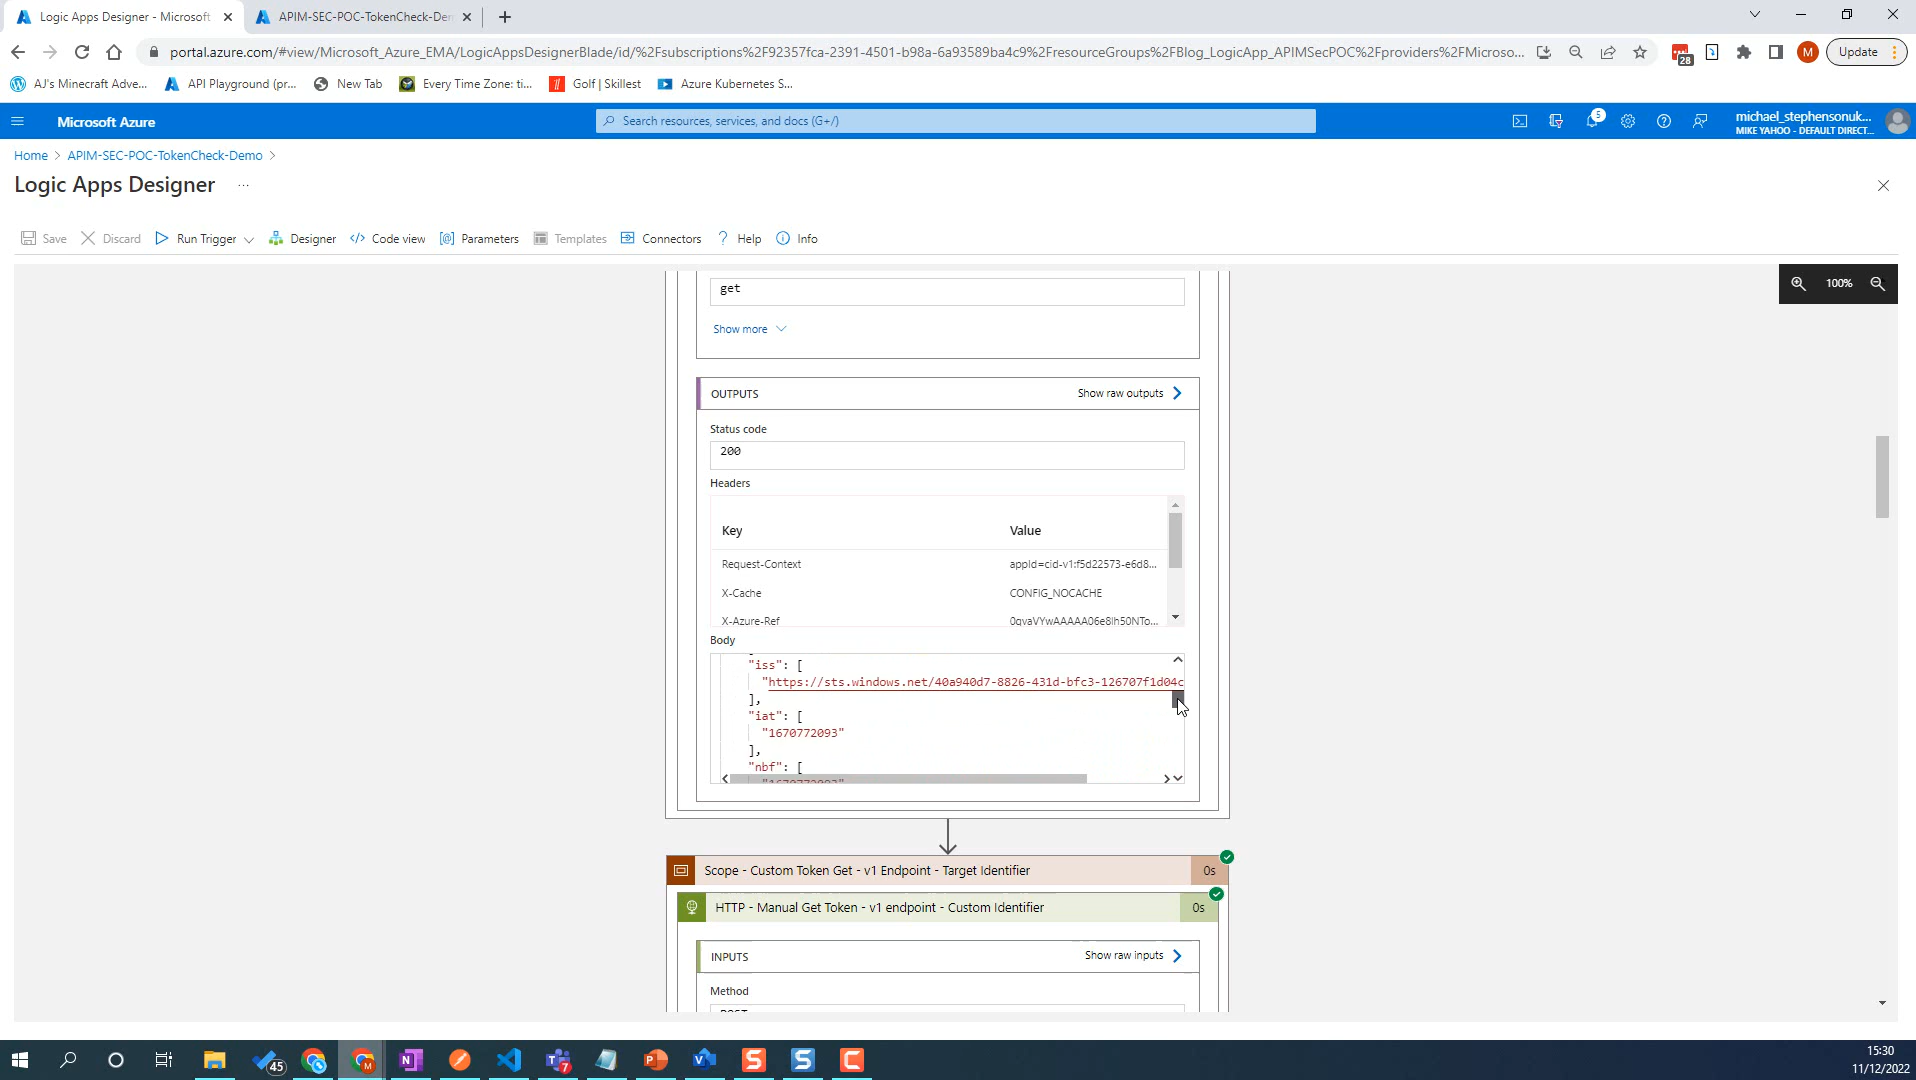 Logic Apps Designer - Microsoft
APIM-SEC-POC-TokenCheck-Der
portal.azure.com/#view/Microsoft_Azure_EMA/LogicAppsDesignerBlade/id/%2Fsubscriptions%2F92357fca-2391-4501-b98a-6a93589ba4c9%2FresourceGroups%2FBlog_LogicApp_APIMSecPOC%2Fproviders%2FMicroso...
28
M
Update
AJ's Minecraft Adve...
API Playground (pr...
New Tab
Every Time Zone: ti...
Golf | Skillest
Azure Kubernetes S...
Microsoft Azure
Search resources, services, and docs (G+/)
5
michael_stephensonuk...
MIKE YAHOO - DEFAULT DIRECT...
Home > APIM-SEC-POC-TokenCheck-Demo >
Logic Apps Designer ...
Save
Discard
Run Trigger
Designer
Code view
Parameters
Templates
Connectors
Help
Info
100%
get
Show more
OUTPUTS
Show raw outputs
Status code
200
Headers
Key
Value
Request-Context
appId=cid-v1:f5d22573-e6d8...
X-Cache
CONFIG_NOCACHE
X-Azure-Ref
Body
"iss": [
"https://sts.windows.net/40a940d7-8826-431d-bfc3-126707f1d04c
],
"iat": [
"1670772093"
],
"nbf": [
Scope - Custom Token Get - v1 Endpoint - Target Identifier
0s
HTTP - Manual Get Token - v1 endpoint - Custom Identifier
0s
INPUTS
Show raw inputs
Method
45
7
15:30
11/12/2022